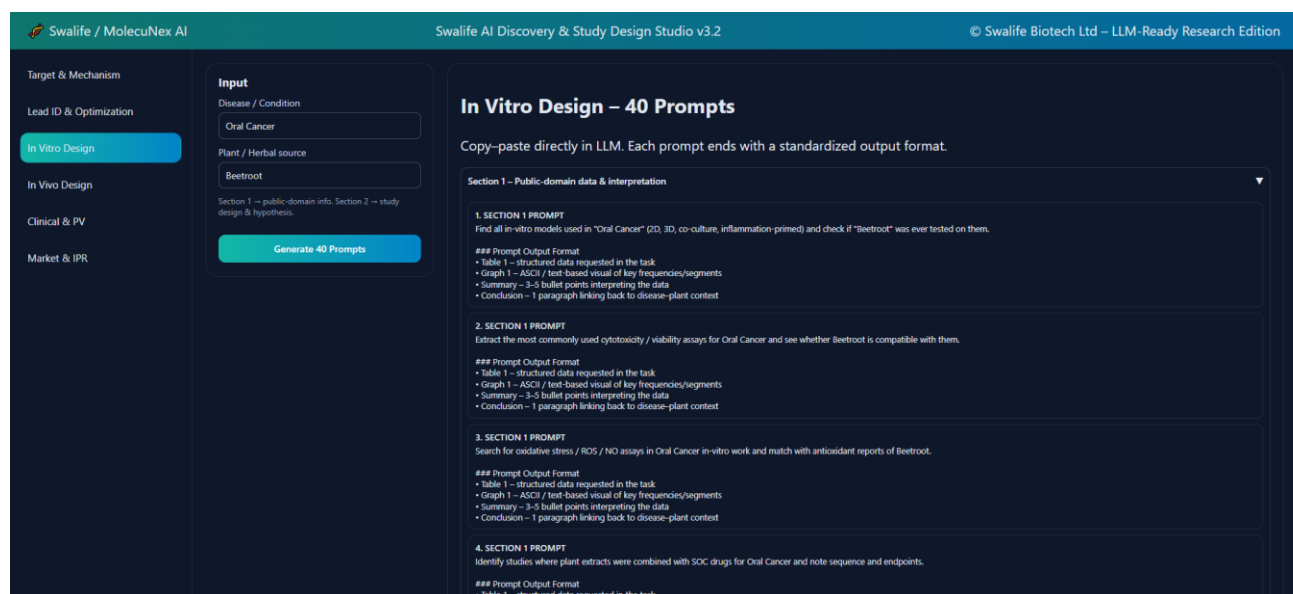 Swalife / MolecuNex AI
Swalife AI Discovery & Study Design Studio v3.2
© Swalife Biotech Ltd – LLM-Ready Research Edition
Target & Mechanism
Lead ID & Optimization
In Vitro Design
In Vivo Design
Clinical & PV
Market & IPR
Input
Disease / Condition
Oral Cancer
Plant / Herbal source
Beetroot
Section 1 → public-domain info. Section 2 → study
design & hypothesis.
Generate 40 Prompts
In Vitro Design – 40 Prompts
Copy–paste directly in LLM. Each prompt ends with a standardized output format.
Section 1 – Public-domain data & interpretation
▼
1. SECTION 1 PROMPT
Find all in-vitro models used in "Oral Cancer" (2D, 3D, co-culture, inflammation-primed) and check if "Beetroot" was ever tested on them.
### Prompt Output Format
• Table 1 – structured data requested in the task
• Graph 1 – ASCII / text-based visual of key frequencies/segments
• Summary – 3–5 bullet points interpreting the data
• Conclusion – 1 paragraph linking back to disease–plant context
2. SECTION 1 PROMPT
Extract the most commonly used cytotoxicity / viability assays for Oral Cancer and see whether Beetroot is compatible with them.
### Prompt Output Format
• Table 1 – structured data requested in the task
• Graph 1 – ASCII / text-based visual of key frequencies/segments
• Summary – 3–5 bullet points interpreting the data
• Conclusion – 1 paragraph linking back to disease–plant context
3. SECTION 1 PROMPT
Search for oxidative stress / ROS / NO assays in Oral Cancer in-vitro work and match with antioxidant reports of Beetroot.
### Prompt Output Format
• Table 1 – structured data requested in the task
• Graph 1 – ASCII / text-based visual of key frequencies/segments
• Summary – 3–5 bullet points interpreting the data
• Conclusion – 1 paragraph linking back to disease–plant context
4. SECTION 1 PROMPT
Identify studies where plant extracts were combined with SOC drugs for Oral Cancer and note sequence and endpoints.
### Prompt Output Format